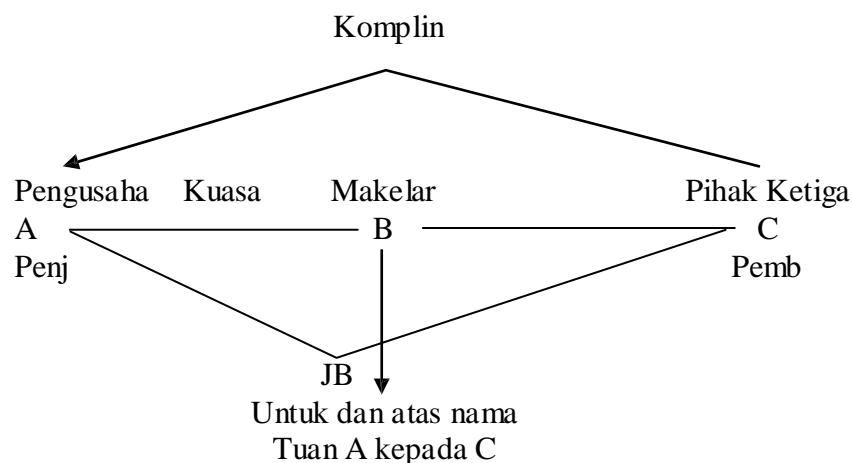 Komplin
Pengusaha Kuasa Makelar Pihak Ketiga
A B C
Penj Pemb
JB
Untuk dan atas nama
Tuan A kepada C